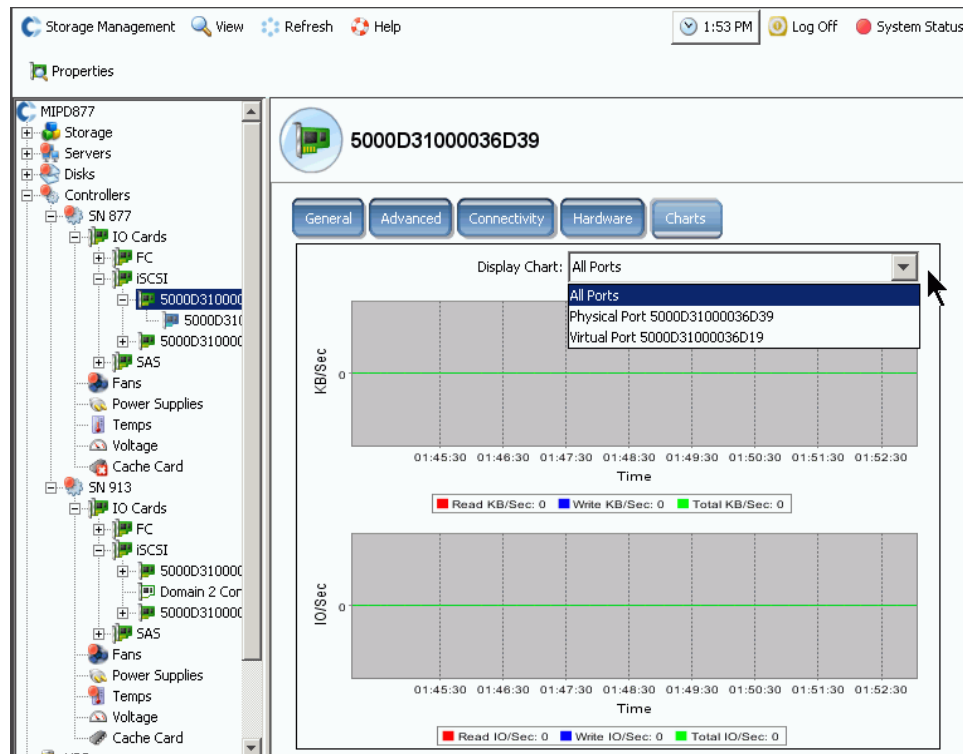 Storage Management View Refresh Help 1:53 PM Log Off System Status
Properties
MIPD877
Storage
Servers
Disks
Controllers
SN 877
IO Cards
FC
iSCSI
5000D310000
5000D310
5000D310000
SAS
Fans
Power Supplies
Temps
Voltage
Cache Card
SN 913
IO Cards
FC
iSCSI
5000D310000
Domain 2 Cor
5000D310000
SAS
Fans
Power Supplies
Temps
Voltage
Cache Card
5000D31000036D39
General Advanced Connectivity Hardware Charts
Display Chart: All Ports
All Ports
Physical Port 5000D31000036D39
Virtual Port 5000D31000036D19
KB/Sec
0
01:45:30 01:46:30 01:47:30 01:48:30 01:49:30 01:50:30 01:51:30 01:52:30
Time
Read KB/Sec: 0 Write KB/Sec: 0 Total KB/Sec: 0
IO/Sec
0
01:45:30 01:46:30 01:47:30 01:48:30 01:49:30 01:50:30 01:51:30 01:52:30
Time
Read IO/Sec: 0 Write IO/Sec: 0 Total IO/Sec: 0